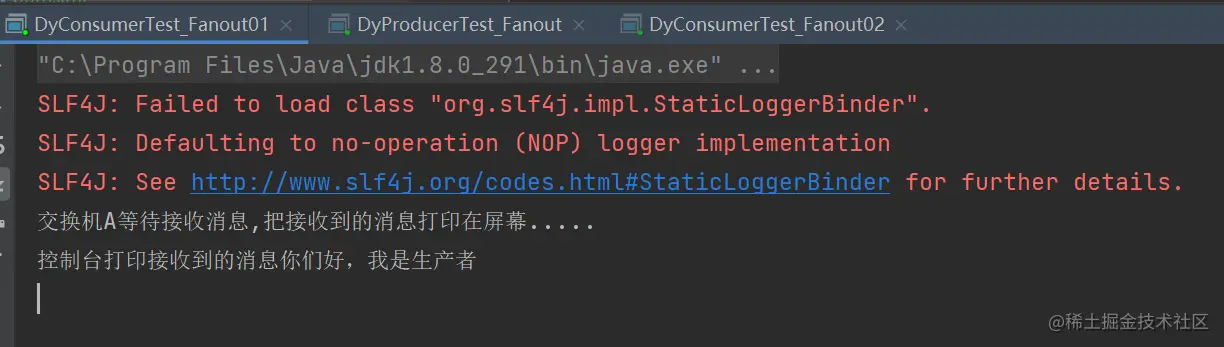 DyConsumerTest_Fanout01 × DyProducerTest_Fanout × DyConsumerTest_Fanout02 ×
"C:\Program Files\Java\jdk1.8.0_291\bin\java.exe" ...
SLF4J: Failed to load class "org.slf4j.impl.StaticLoggerBinder".
SLF4J: Defaulting to no-operation (NOP) logger implementation
SLF4J: See http://www.slf4j.org/codes.html#StaticLoggerBinder for further details.
交换机A等待接收消息,把接收到的消息打印在屏幕.....
控制台打印接收到的消息你们好，我是生产者
@稀土掘金技术社区